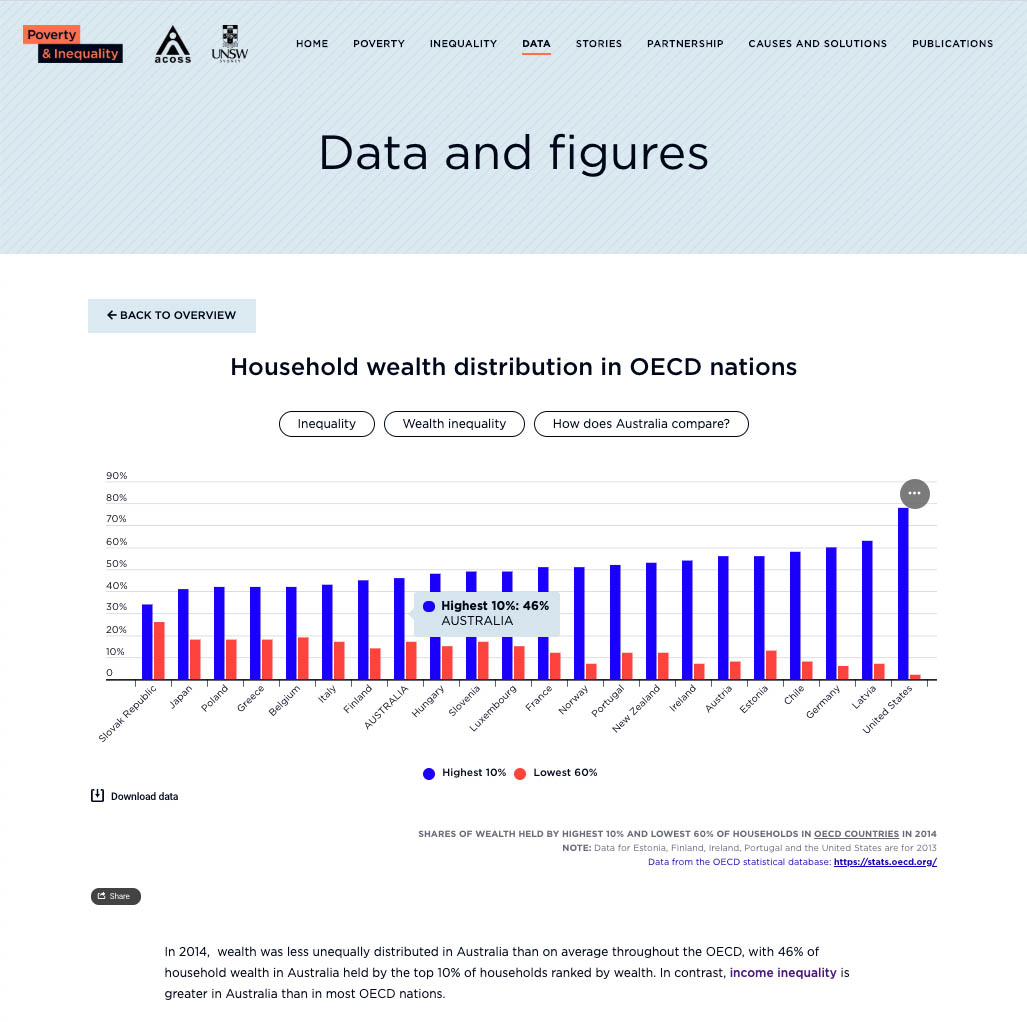 Poverty
& Inequality
acoss
UNSW
SYDNEY
HOME POVERTY INEQUALITY DATA STORIES PARTNERSHIP CAUSES AND SOLUTIONS PUBLICATIONS
Data and figures
← BACK TO OVERVIEW
Household wealth distribution in OECD nations
Inequality Wealth inequality How does Australia compare?
90%
80%
70%
60%
50%
40%
30%
20%
10%
0
Highest 10%: 46%
AUSTRALIA
Slovak Republic
Japan
Poland
Greece
Belgium
Italy
Finland
AUSTRALIA
Hungary
Slovenia
Luxembourg
France
Norway
Portugal
New Zealand
Ireland
Austria
Estonia
Chile
Germany
Latvia
United States
Highest 10% Lowest 60%
Download data
SHARES OF WEALTH HELD BY HIGHEST 10% AND LOWEST 60% OF HOUSEHOLDS IN OECD COUNTRIES IN 2014
NOTE: Data for Estonia, Finland, Ireland, Portugal and the United States are for 2013
Data from the OECD statistical database: https://stats.oecd.org/
Share
In 2014,  wealth was less unequally distributed in Australia than on average throughout the OECD, with 46% of
household wealth in Australia held by the top 10% of households ranked by wealth. In contrast, income inequality is
greater in Australia than in most OECD nations.